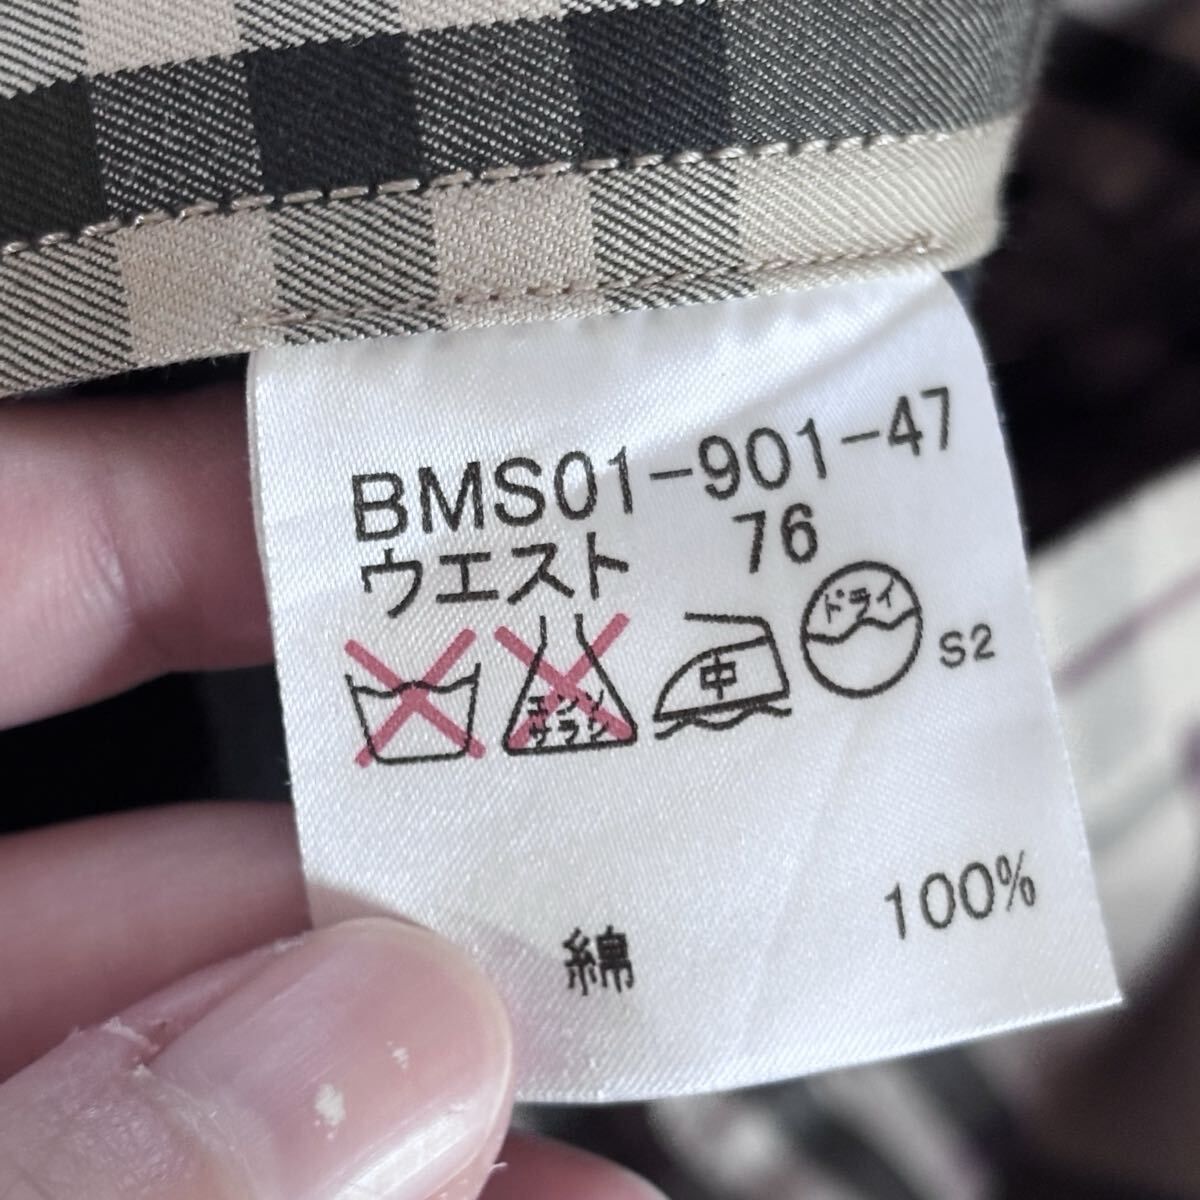 BMS01-901-47
ウエスト 76
エンソ
サラシ
中
ドライ
S2
綿 100%